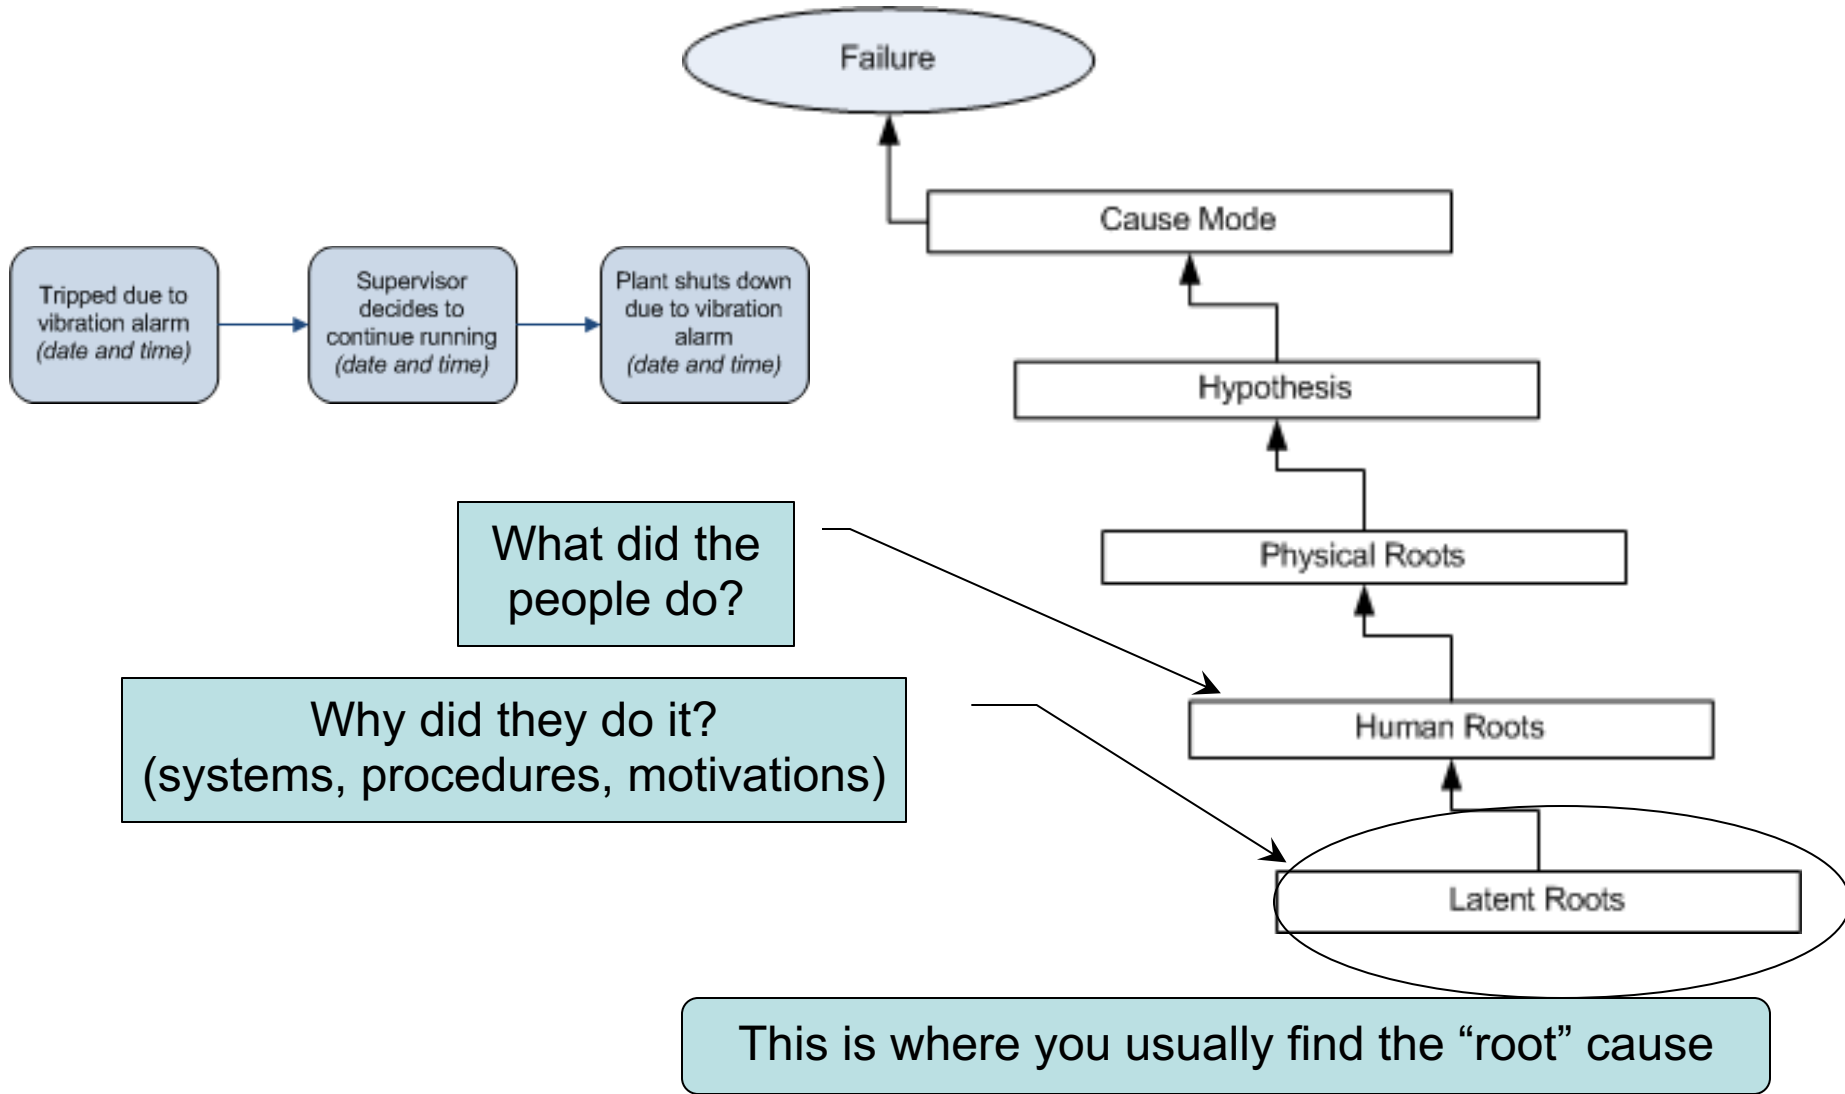 Failure
Cause Mode
Tripped due to
vibration alarm
(date and time)
Supervisor
decides to
continue running
(date and time)
Plant shuts down
due to vibration
alarm
(date and time)
Hypothesis
What did the
people do?
Physical Roots
Why did they do it?
(systems, procedures, motivations)
Human Roots
Latent Roots
This is where you usually find the “root” cause